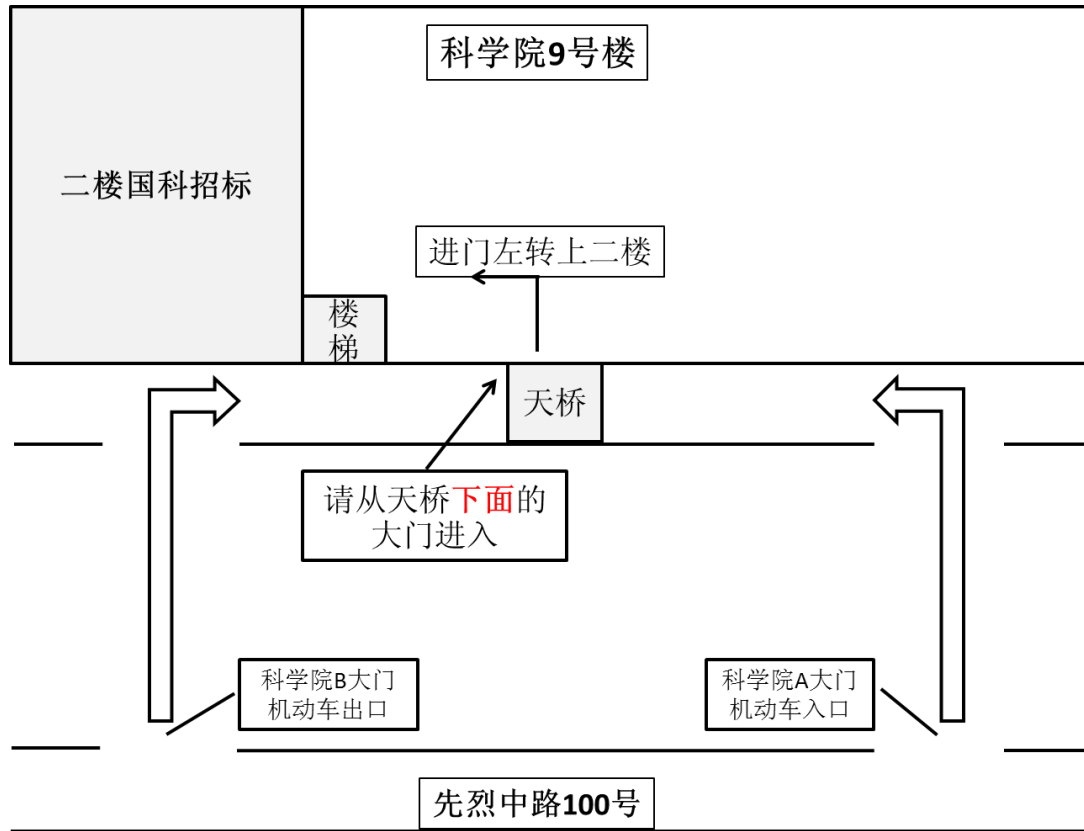 科学院9号楼
二楼国科招标
进门左转上二楼
楼
梯
天桥
请从天桥下面的
大门进入
科学院B大门
机动车出口
科学院A大门
机动车入口
先烈中路100号